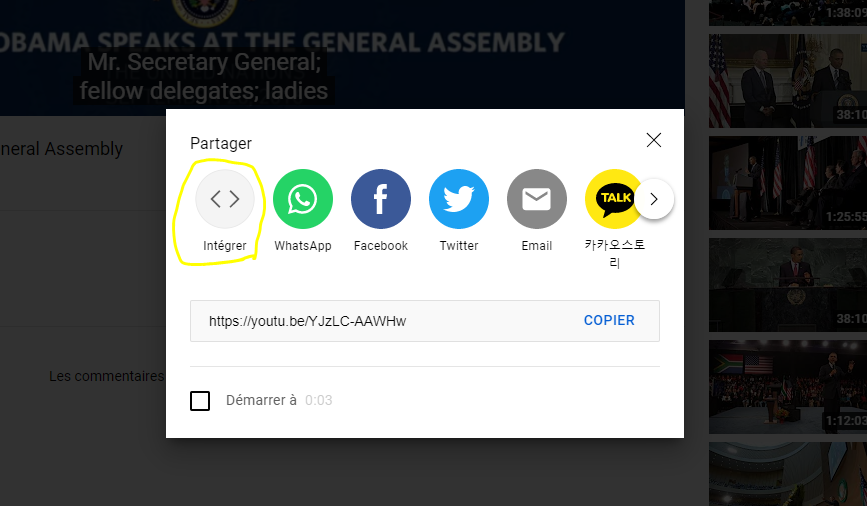 OBAMA SPEAKS AT THE GENERAL ASSEMBLY
Mr. Secretary General;
fellow delegates; ladies
neral Assembly
1:38:09
38:10
1:25:55
38:10
1:12:03
Les commentaires
Partager
Intégrer
WhatsApp
Facebook
Twitter
Email
TALK
카카오스토
리
https://youtu.be/YJzLC-AAWHw
COPIER
Démarrer à 0:03